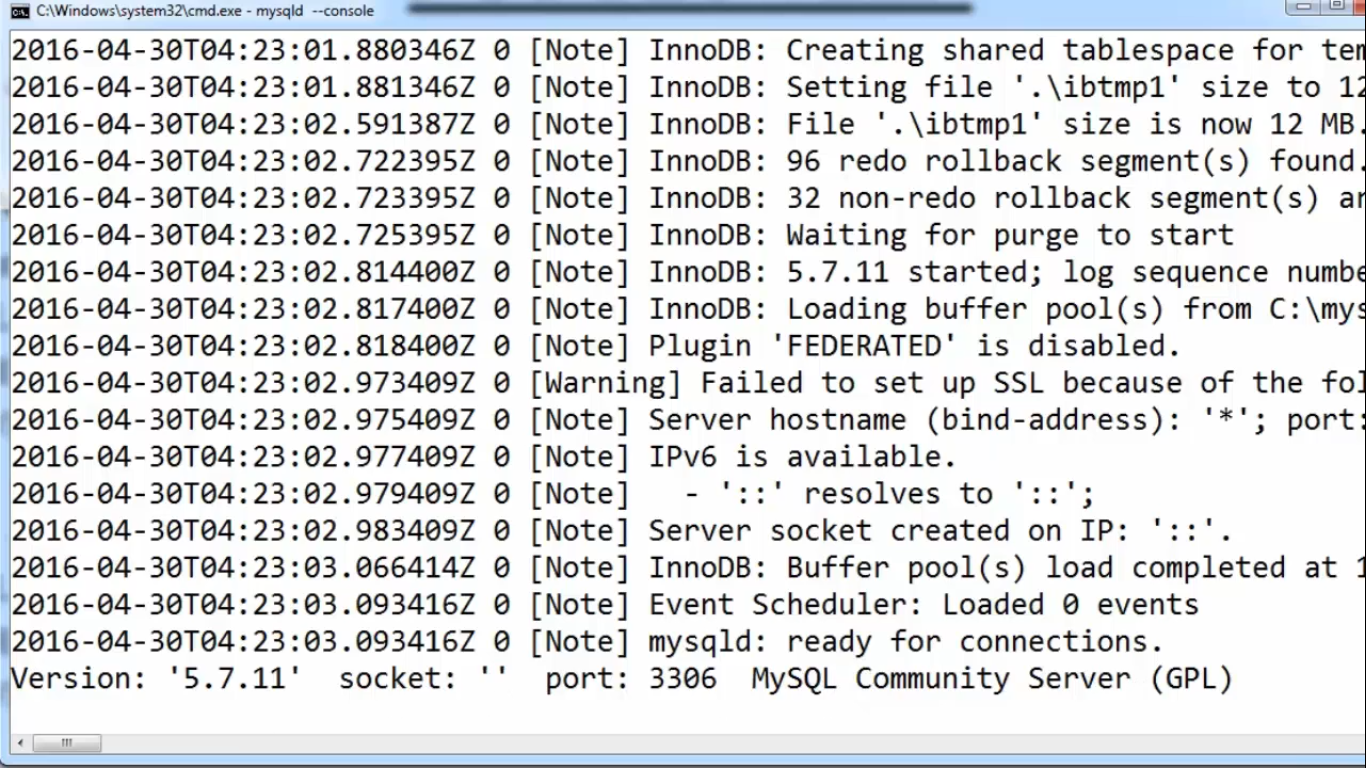 C:\Windows\system32\cmd.exe - mysqld --console
2016-04-30T04:23:01.880346Z 0 [Note] InnoDB: Creating shared tablespace for
2016-04-30T04:23:01.881346Z 0 [Note] InnoDB: Setting file '.\ibtmp1' size to
2016-04-30T04:23:02.591387Z 0 [Note] InnoDB: File '.\ibtmp1' size is now 12 MB.
2016-04-30T04:23:02.722395Z 0 [Note] InnoDB: 96 redo rollback segment(s) found.
2016-04-30T04:23:02.723395Z 0 [Note] InnoDB: 32 non-redo rollback segment(s)
2016-04-30T04:23:02.725395Z 0 [Note] InnoDB: Waiting for purge to start
2016-04-30T04:23:02.814400Z 0 [Note] InnoDB: 5.7.11 started; log sequence
2016-04-30T04:23:02.817400Z 0 [Note] InnoDB: Loading buffer pool(s) from
2016-04-30T04:23:02.818400Z 0 [Note] Plugin 'FEDERATED' is disabled.
2016-04-30T04:23:02.973409Z 0 [Warning] Failed to set up SSL because of the
2016-04-30T04:23:02.975409Z 0 [Note] Server hostname (bind-address): '*'; port:
2016-04-30T04:23:02.977409Z 0 [Note] IPv6 is available.
2016-04-30T04:23:02.979409Z 0 [Note]   - '::' resolves to '::';
2016-04-30T04:23:02.983409Z 0 [Note] Server socket created on IP: '::'.
2016-04-30T04:23:03.066414Z 0 [Note] InnoDB: Buffer pool(s) load completed at
2016-04-30T04:23:03.093416Z 0 [Note] Event Scheduler: Loaded 0 events
2016-04-30T04:23:03.093416Z 0 [Note] mysqld: ready for connections.
Version: '5.7.11'  socket: ''  port: 3306  MySQL Community Server (GPL)